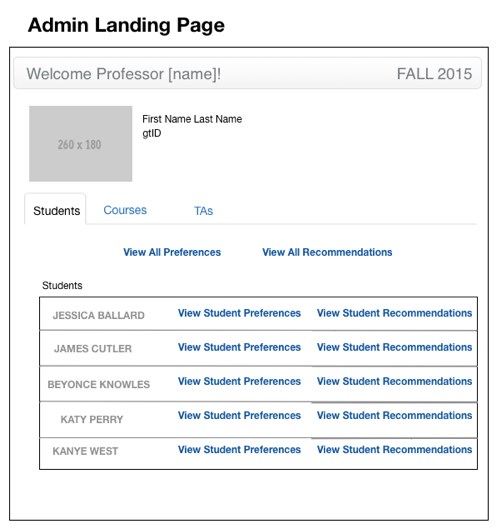 Admin Landing Page
Welcome Professor [name]! FALL 2015
First Name Last Name
gtID
260 x 180
Students Courses TAs
View All Preferences View All Recommendations
Students
JESSICA BALLARD View Student Preferences View Student Recommendations
JAMES CUTLER View Student Preferences View Student Recommendations
BEYONCE KNOWLES View Student Preferences View Student Recommendations
KATY PERRY View Student Preferences View Student Recommendations
KANYE WEST View Student Preferences View Student Recommendations